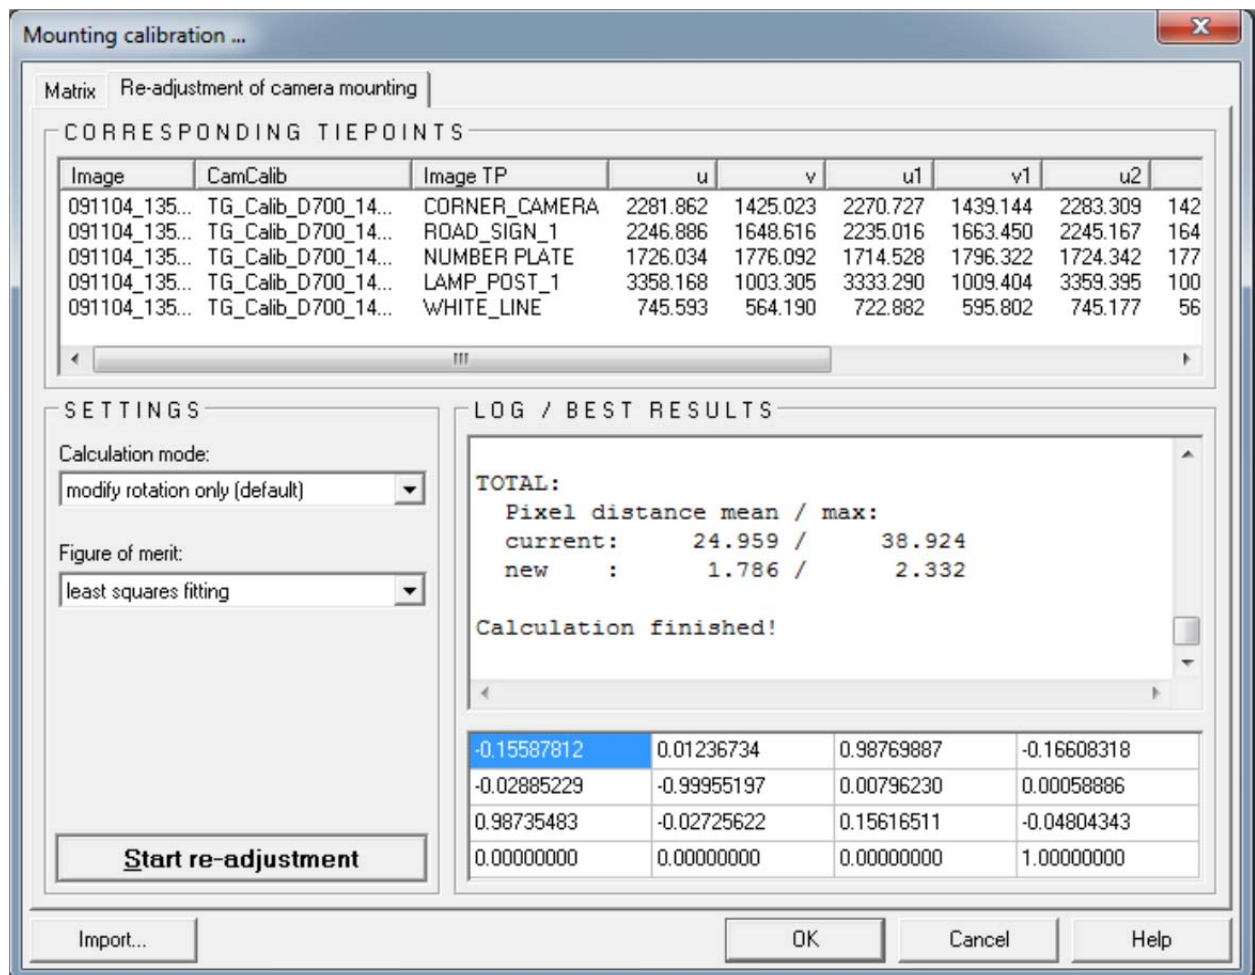 Mounting calibration ...
Matrix Re-adjustment of camera mounting
CORRESPONDING TIEPOINTS
Image CamCalib Image TP u v u1 v1 u2
091104_135... TG_Calib_D700_14... CORNER_CAMERA 2281.862 1425.023 2270.727 1439.144 2283.309 142
091104_135... TG_Calib_D700_14... ROAD_SIGN_1 2246.886 1648.616 2235.016 1663.450 2245.167 164
091104_135... TG_Calib_D700_14... NUMBER PLATE 1726.034 1776.092 1714.528 1796.322 1724.342 177
091104_135... TG_Calib_D700_14... LAMP_POST_1 3358.168 1003.305 3333.290 1009.404 3359.395 100
091104_135... TG_Calib_D700_14... WHITE_LINE 745.593 564.190 722.882 595.802 745.177 56
SETTINGS
Calculation mode:
modify rotation only (default)
Figure of merit:
least squares fitting
Start re-adjustment
LOG / BEST RESULTS
TOTAL:
Pixel distance mean / max:
current: 24.959 / 38.924
new : 1.786 / 2.332
Calculation finished!
-0.15587812 0.01236734 0.98769887 -0.16608318
-0.02885229 -0.99955197 0.00796230 0.00058886
0.98735483 -0.02725622 0.15616511 -0.04804343
0.00000000 0.00000000 0.00000000 1.00000000
Import... OK Cancel Help